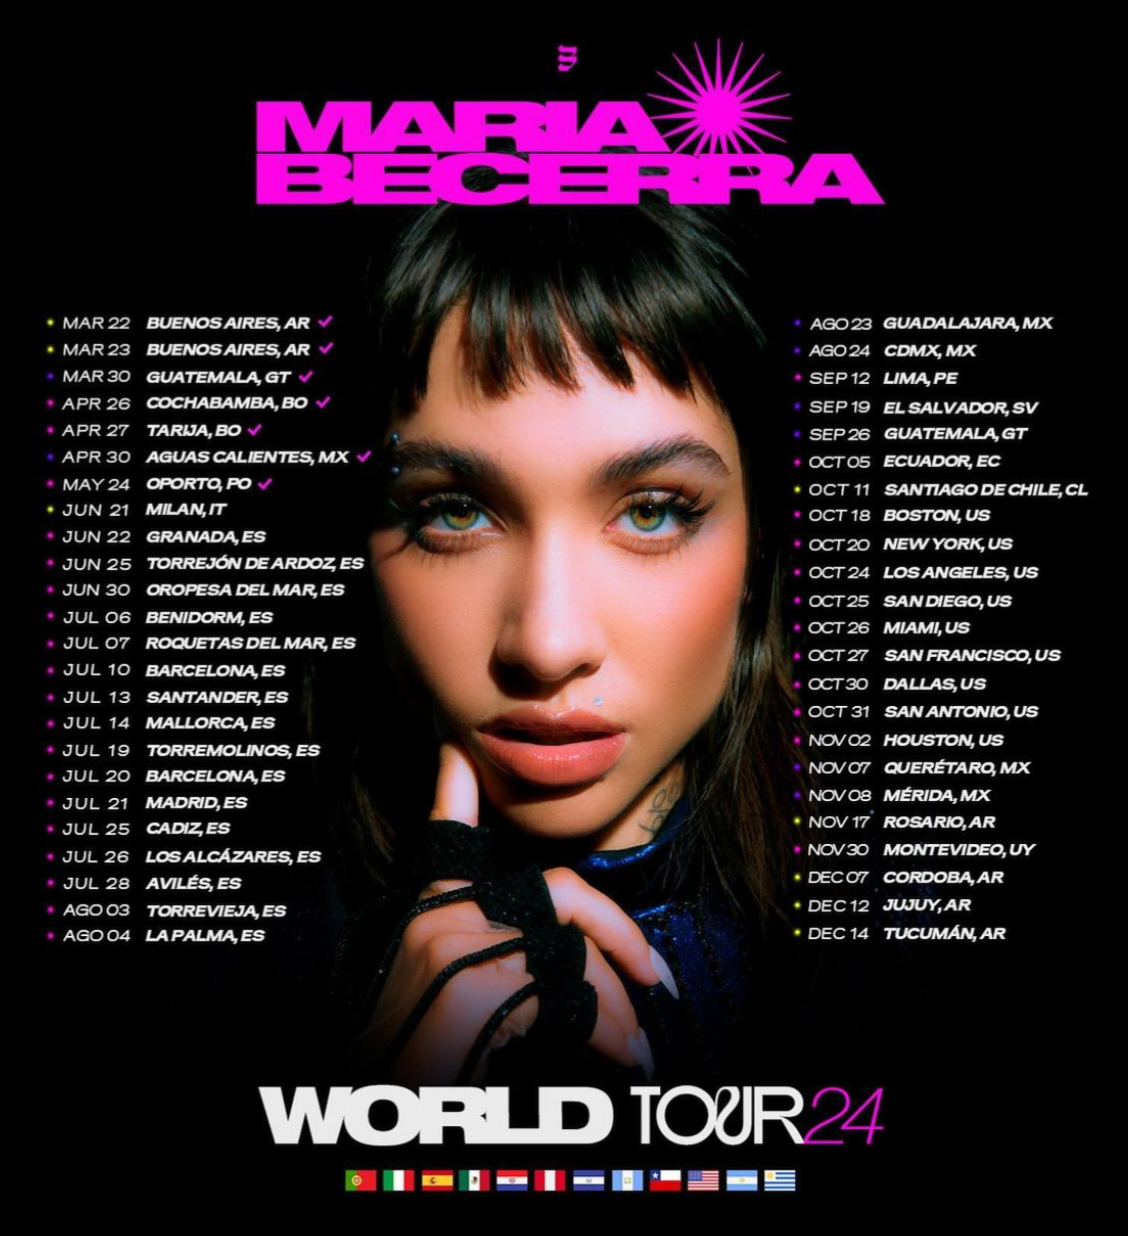 MARIA
BECERRA
MAR 22 BUENOS AIRES, AR
MAR 23 BUENOS AIRES, AR
MAR 30 GUATEMALA, GT
APR 26 COCHABAMBA, BO
APR 27 TARIJA, BO
APR 30 AGUAS CALIENTES, MX
MAY 24 OPORTO, PO
JUN 21 MILAN, IT
JUN 22 GRANADA, ES
JUN 25 TORREJÓN DE ARDOZ, ES
JUN 30 OROPESA DEL MAR, ES
JUL 06 BENIDORM, ES
JUL 07 ROQUETAS DEL MAR, ES
JUL 10 BARCELONA, ES
JUL 13 SANTANDER, ES
JUL 14 MALLORCA, ES
JUL 19 TORREMOLINOS, ES
JUL 20 BARCELONA, ES
JUL 21 MADRID, ES
JUL 25 CADIZ, ES
JUL 26 LOS ALCÁZARES, ES
JUL 28 AVILÉS, ES
AGO 03 TORREVIEJA, ES
AGO 04 LA PALMA, ES
AGO 23 GUADALAJARA, MX
AGO 24 CDMX, MX
SEP 12 LIMA, PE
SEP 19 EL SALVADOR, SV
SEP 26 GUATEMALA, GT
OCT 05 ECUADOR, EC
OCT 11 SANTIAGO DE CHILE, CL
OCT 18 BOSTON, US
OCT 20 NEW YORK, US
OCT 24 LOS ANGELES, US
OCT 25 SAN DIEGO, US
OCT 26 MIAMI, US
OCT 27 SAN FRANCISCO, US
OCT 30 DALLAS, US
OCT 31 SAN ANTONIO, US
NOV 02 HOUSTON, US
NOV 07 QUERÉTARO, MX
NOV 08 MÉRIDA, MX
NOV 17 ROSARIO, AR
NOV 30 MONTEVIDEO, UY
DEC 07 CORDOBA, AR
DEC 12 JUJUY, AR
DEC 14 TUCUMÁN, AR
WORLD TOUR 24